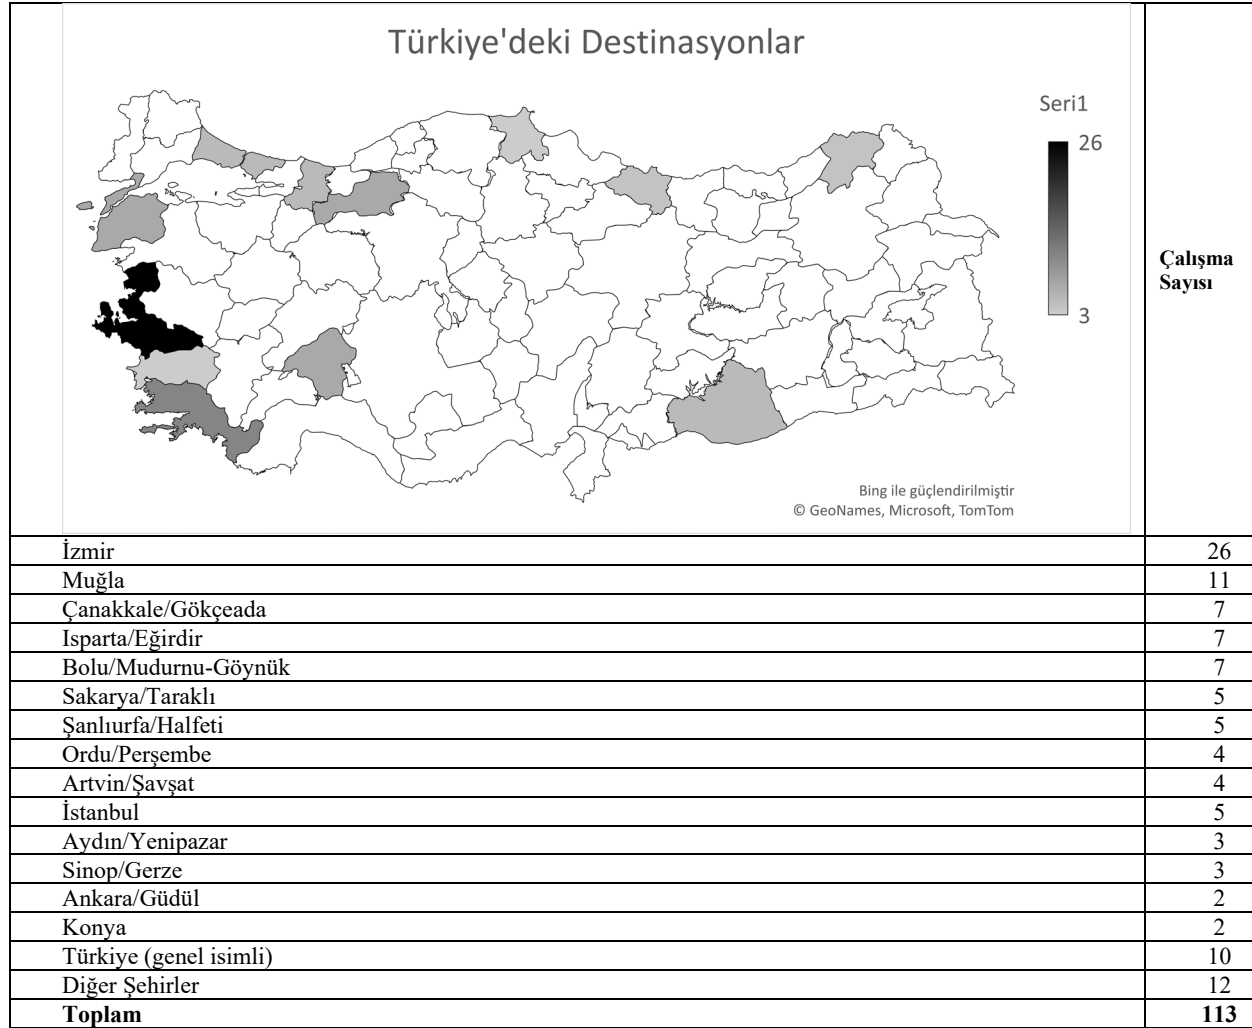 Türkiye'deki Destinasyonlar
Seri1
26
3
Bing ile güçlendirilmiştir
© GeoNames, Microsoft, TomTom
Çalışma
Sayısı
İzmir 26
Muğla 11
Çanakkale/Gökçeada 7
Isparta/Eğirdir 7
Bolu/Mudurnu-Göynük 7
Sakarya/Taraklı 5
Şanlıurfa/Halfeti 5
Ordu/Perşembe 4
Artvin/Şavşat 4
İstanbul 5
Aydın/Yenipazar 3
Sinop/Gerze 3
Ankara/Güdül 2
Konya 2
Türkiye (genel isimli) 10
Diğer Şehirler 12
Toplam 113